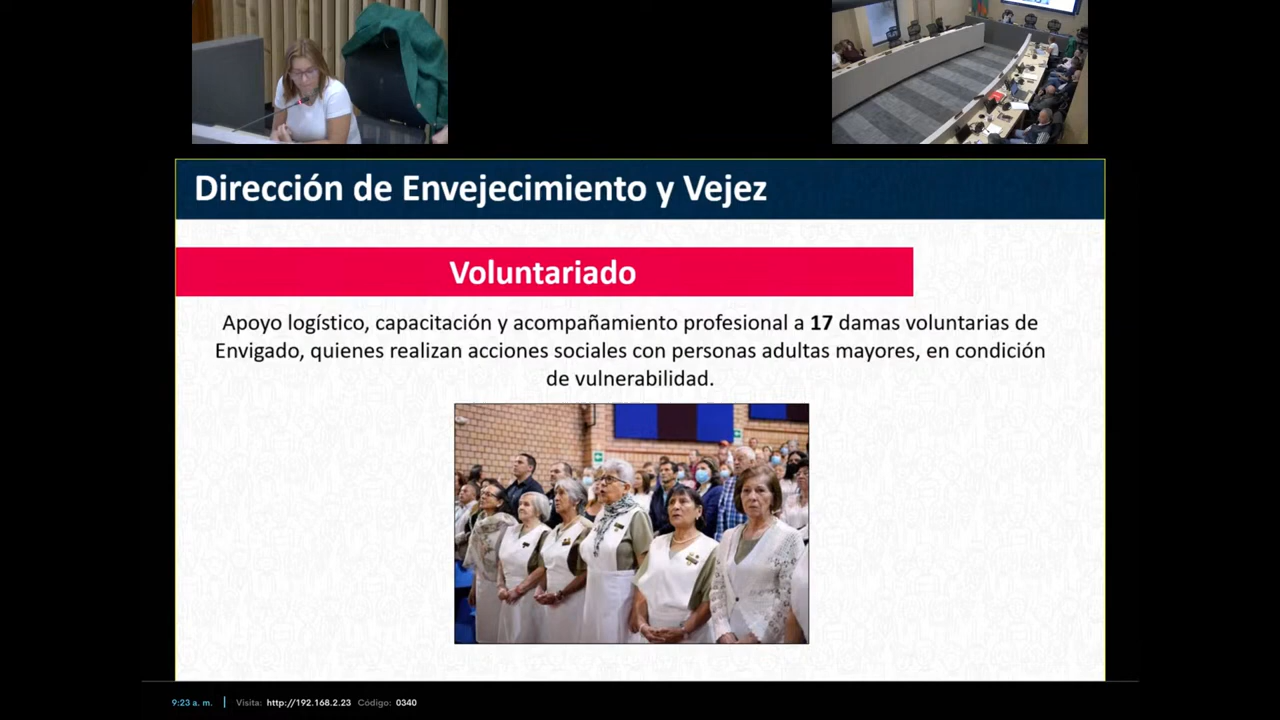 Dirección de Envejecimiento y Vejez
Voluntariado
Apoyo logístico, capacitación y acompañamiento profesional a 17 damas voluntarias de
Envigado, quienes realizan acciones sociales con personas adultas mayores, en condición
de vulnerabilidad.
9:23 a. m. | Visita: http://192.168.2.23 Código: 0340